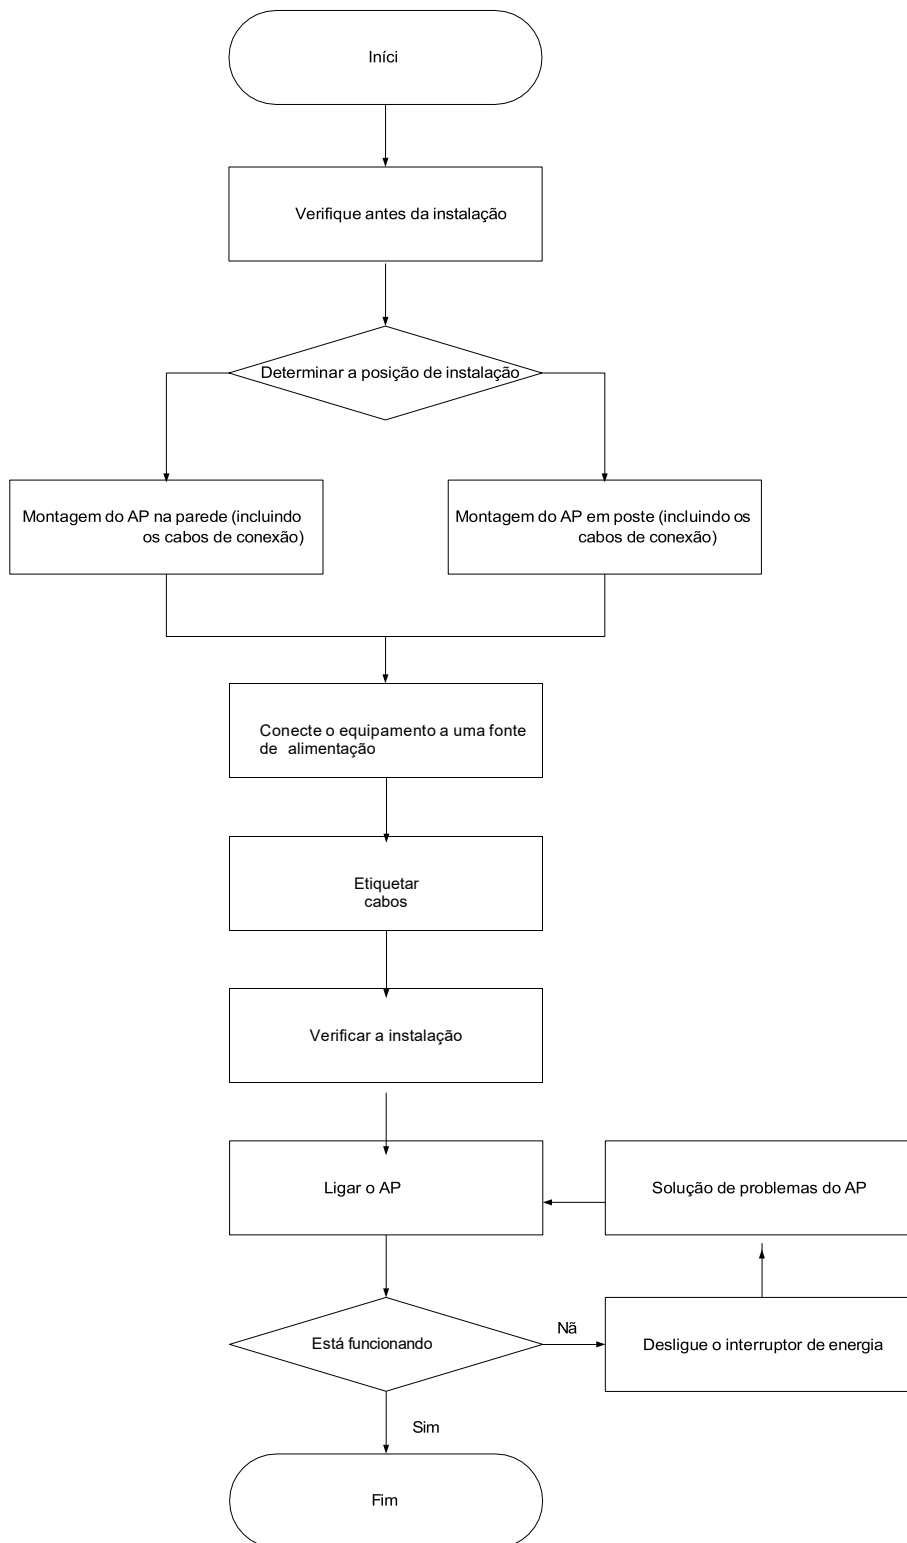 Iníci
Verifique antes da instalação
Determinar a posição de instalação
Montagem do AP na parede (incluindo
os cabos de conexão)
Montagem do AP em poste (incluindo os
cabos de conexão)
Conecte o equipamento a uma fonte
de alimentação
Etiquetar
cabos
Verificar a instalação
Ligar o AP
Solução de problemas do AP
Está funcionando
Nã
Desligue o interruptor de energia
Sim
Fim